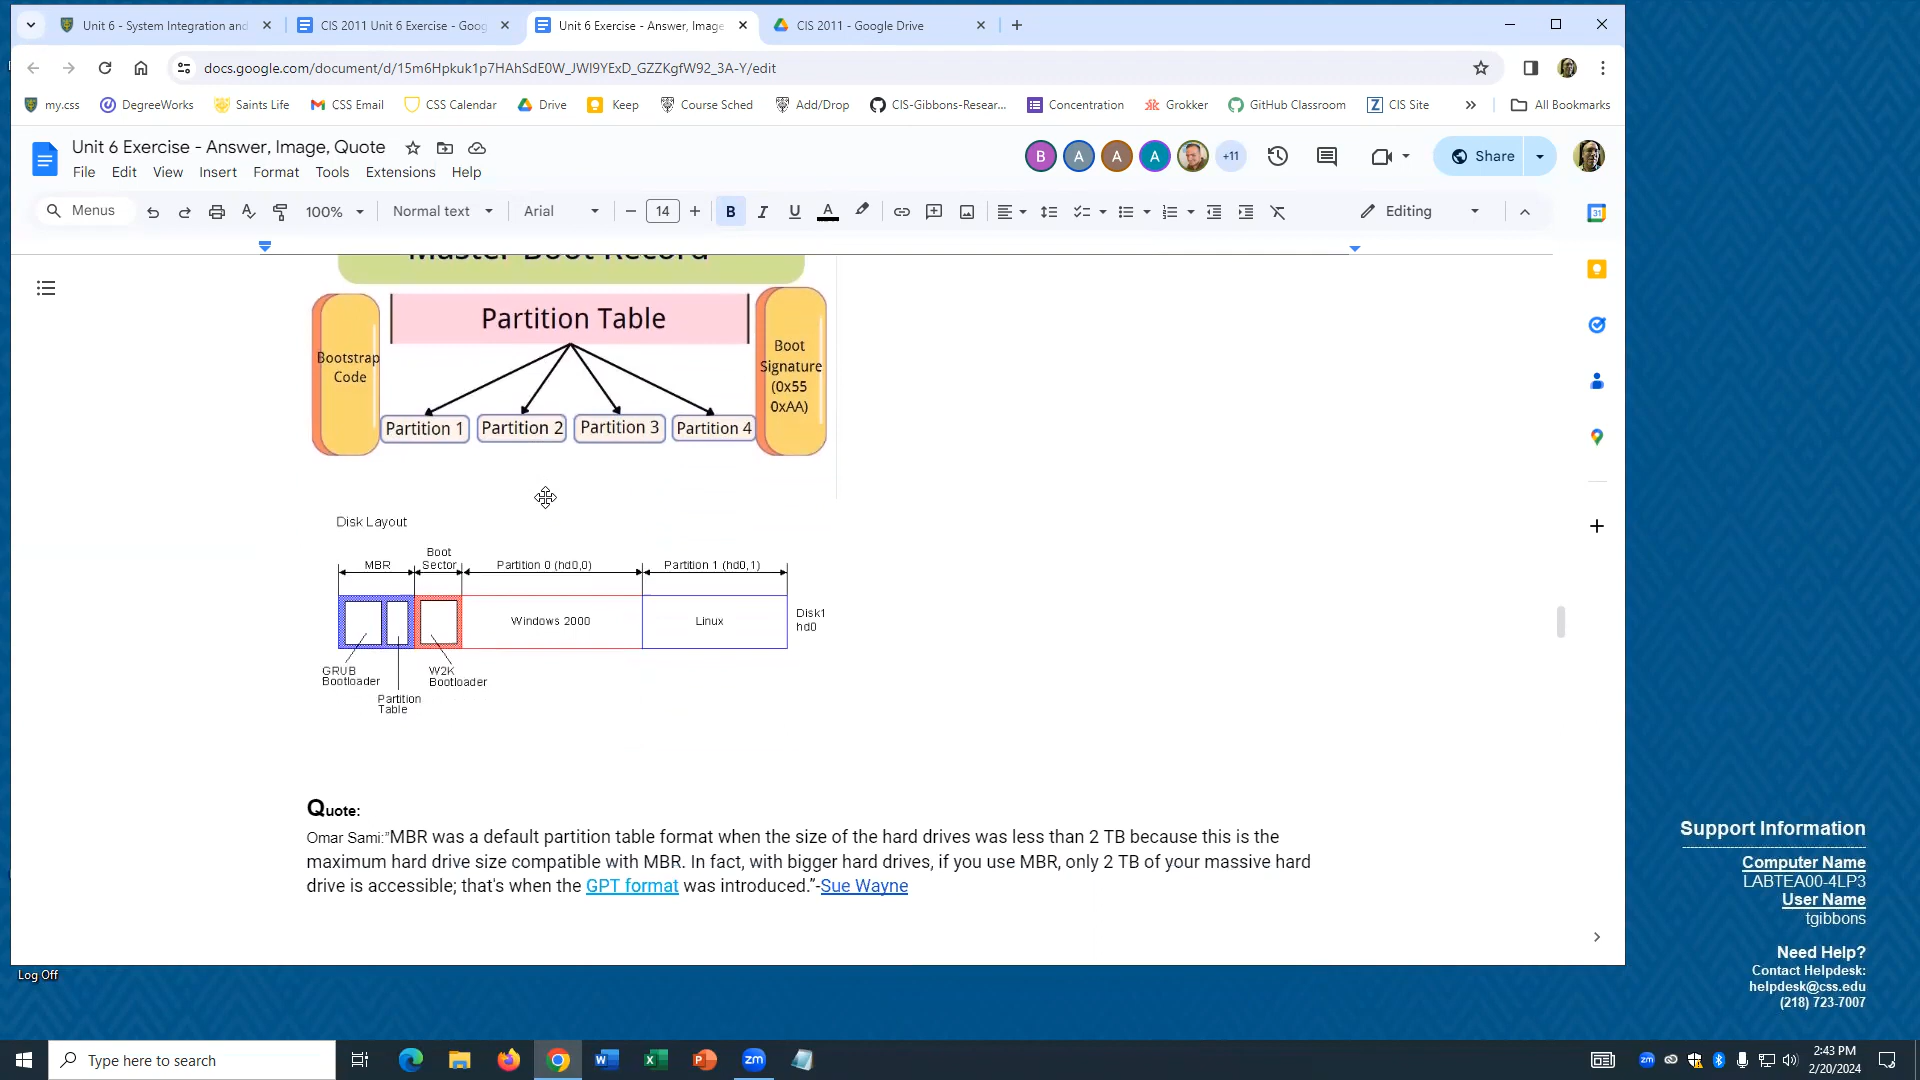 Unit 6 - System Integration and
CIS 2011 Unit 6 Exercise - Goog
Unit 6 Exercise - Answer, Image,
CIS 2011 - Google Drive
docs.google.com/document/d/15m6Hpkuk1p7HAhSdE0W_JWl9YExD_GZZKgfW92_3A-Y/edit
my.css
DegreeWorks
Saints Life
CSS Email
CSS Calendar
Drive
Keep
Course Sched
Add/Drop
CIS-Gibbons-Resear...
Concentration
Grokker
GitHub Classroom
CIS Site
All Bookmarks
Unit 6 Exercise - Answer, Image, Quote
B A A A +11
Share
File Edit View Insert Format Tools Extensions Help
Menus
100%
Normal text
Arial
14
B I U A
Editing
31
Master Boot Record
Partition Table
Bootstrap
Code
Boot
Signature
(0x55
0xAA)
Partition 1 Partition 2 Partition 3 Partition 4
Disk Layout
MBR
Boot
Sector
Partition 0 (hd0,0)
Partition 1 (hd0,1)
Windows 2000
Linux
Disk1
hd0
GRUB
Bootloader
W2K
Bootloader
Partition
Table
Quote:
Omar Sami:"MBR was a default partition table format when the size of the hard drives was less than 2 TB because this is the
maximum hard drive size compatible with MBR. In fact, with bigger hard drives, if you use MBR, only 2 TB of your massive hard
drive is accessible; that's when the GPT format was introduced."-Sue Wayne
Support Information
Computer Name
LABTEA00-4LP3
User Name
tgibbons
Need Help?
Contact Helpdesk:
helpdesk@css.edu
(218) 723-7007
Log Off
Type here to search
zm
zm
2:43 PM
2/20/2024